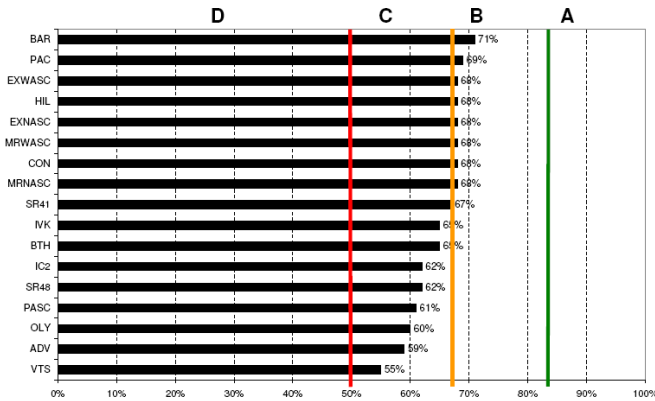 D C B A
BAR 71%
PAC 69%
EXWASC 68%
HIL 68%
EXNASC 68%
MRWASC 68%
CON 68%
MRNASC 68%
SR41 67%
IVK 65%
BTH 65%
IC2 62%
SR48 62%
PASC 61%
OLY 60%
ADV 59%
VTS 55%
0% 10% 20% 30% 40% 50% 60% 70% 80% 90% 100%